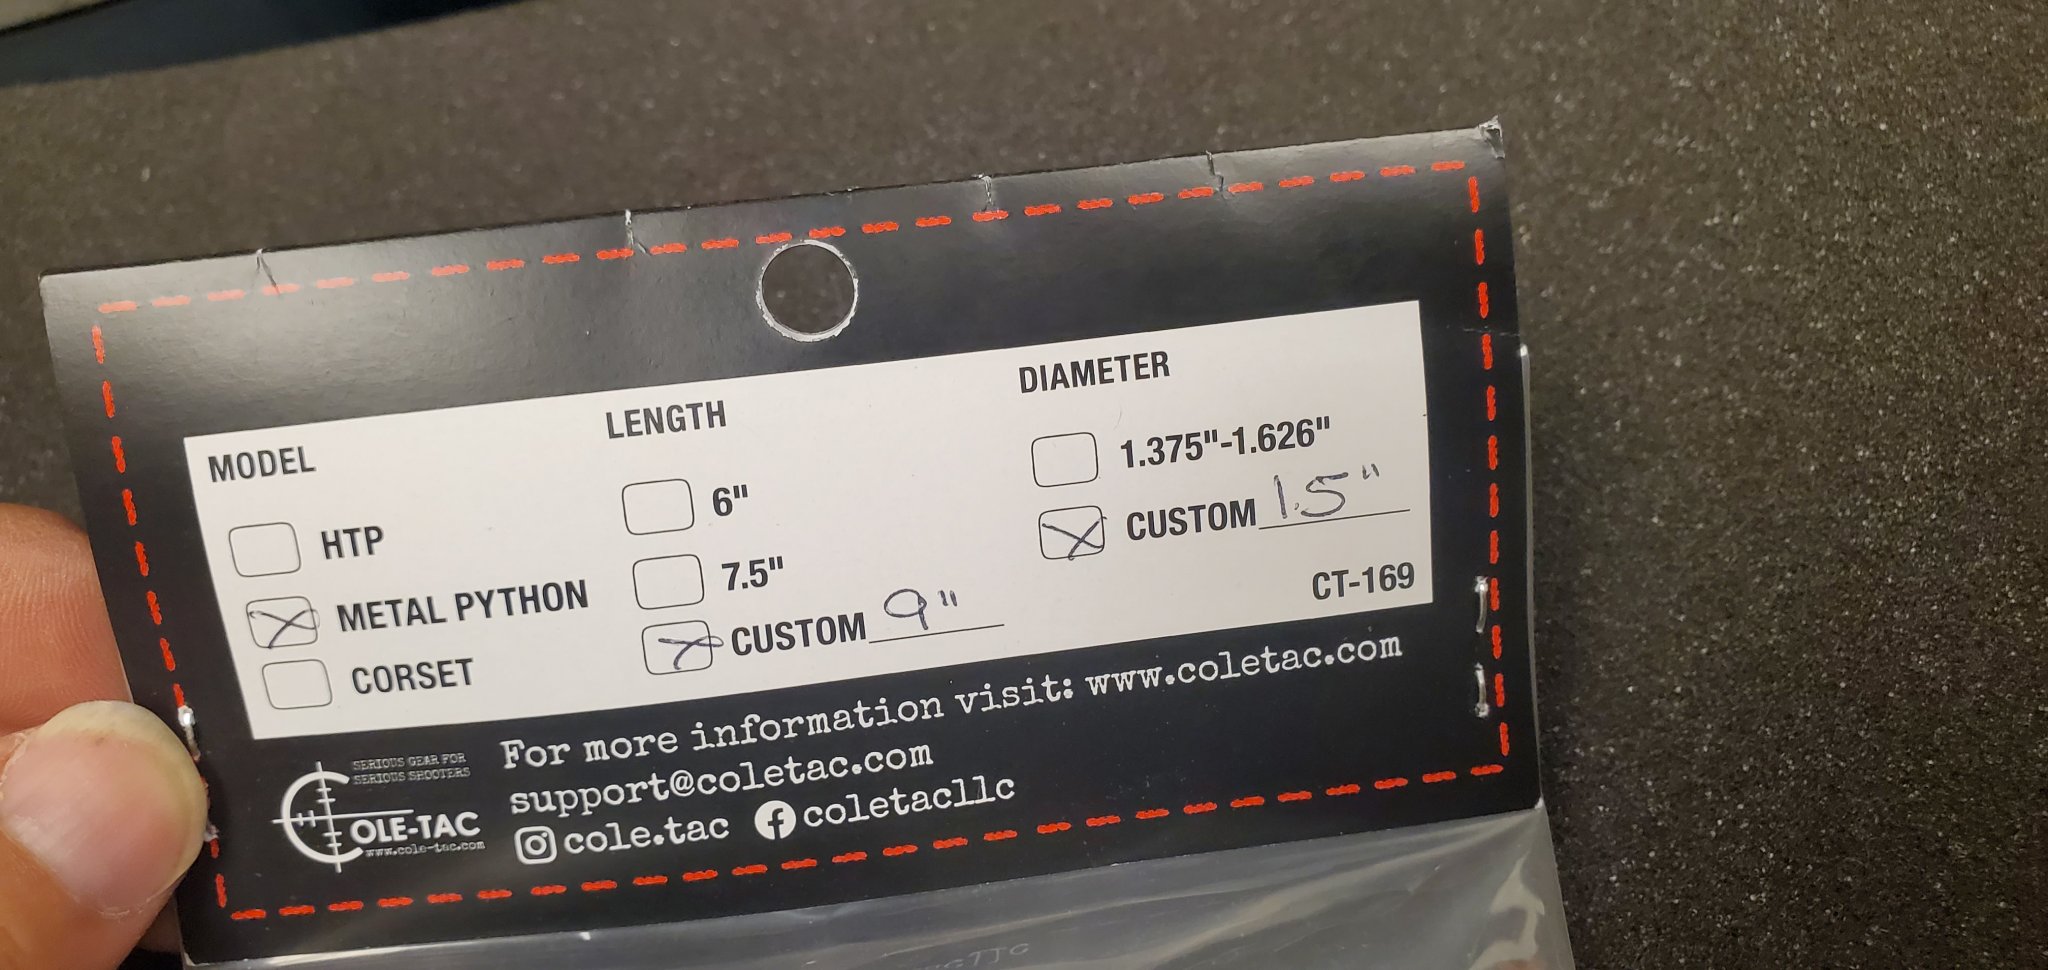 MODEL
HTP
METAL PYTHON
CORSET
LENGTH
6"
7.5"
CUSTOM 9"
DIAMETER
1.375"-1.626"
CUSTOM 1.5"
CT-169
SERIOUS GEAR FOR
SERIOUS SHOOTERS
COLE-TAC
www.cole-tac.com
For more information visit: www.coletac.com
support@coletac.com
cole.tac coletacllc